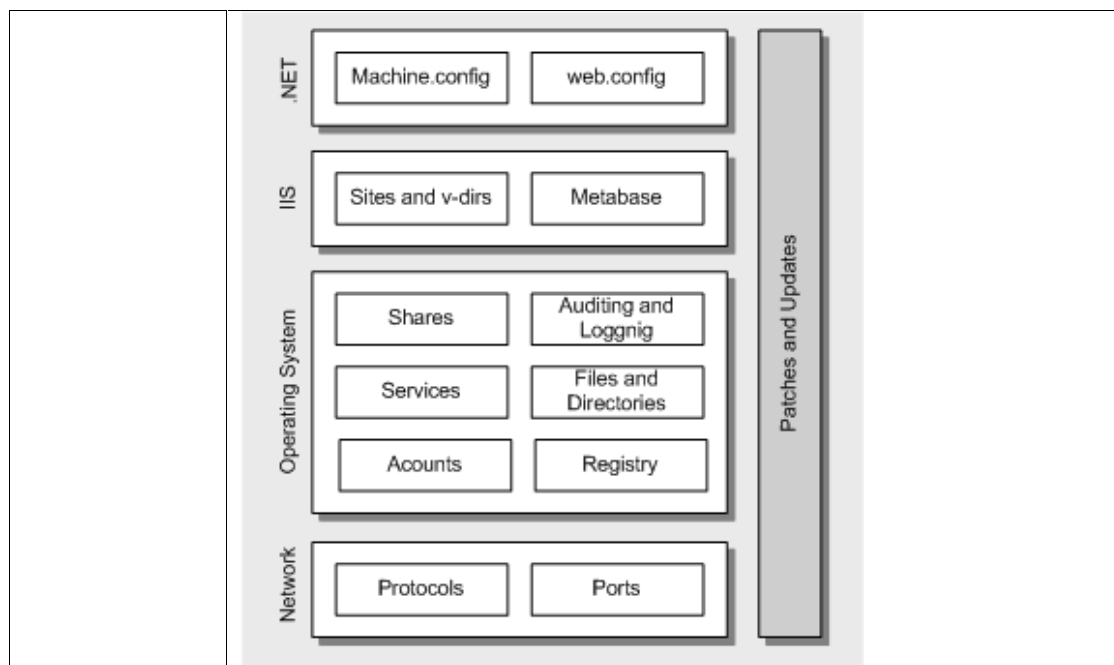 .NET
Machine.config
web.config
IIS
Sites and v-dirs
Metabase
Operating System
Shares
Auditing and
Loggnig
Services
Files and
Directories
Acounts
Registry
Network
Protocols
Ports
Patches and Updates